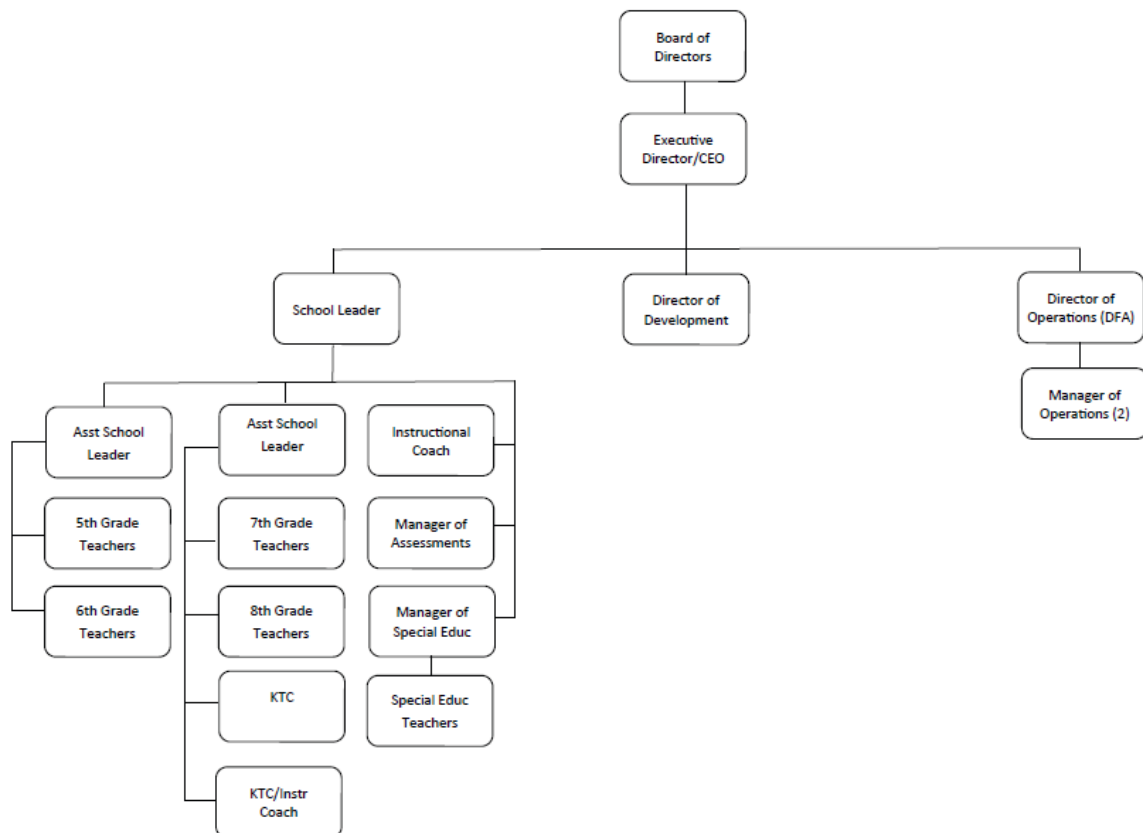 Board of
Directors
Executive
Director/CEO
School Leader
Director of
Development
Director of
Operations (DFA)
Manager of
Operations (2)
Asst School
Leader
Asst School
Leader
Instructional
Coach
5th Grade
Teachers
7th Grade
Teachers
Manager of
Assessments
6th Grade
Teachers
8th Grade
Teachers
Manager of
Special Educ
KTC
Special Educ
Teachers
KTC/Instr
Coach